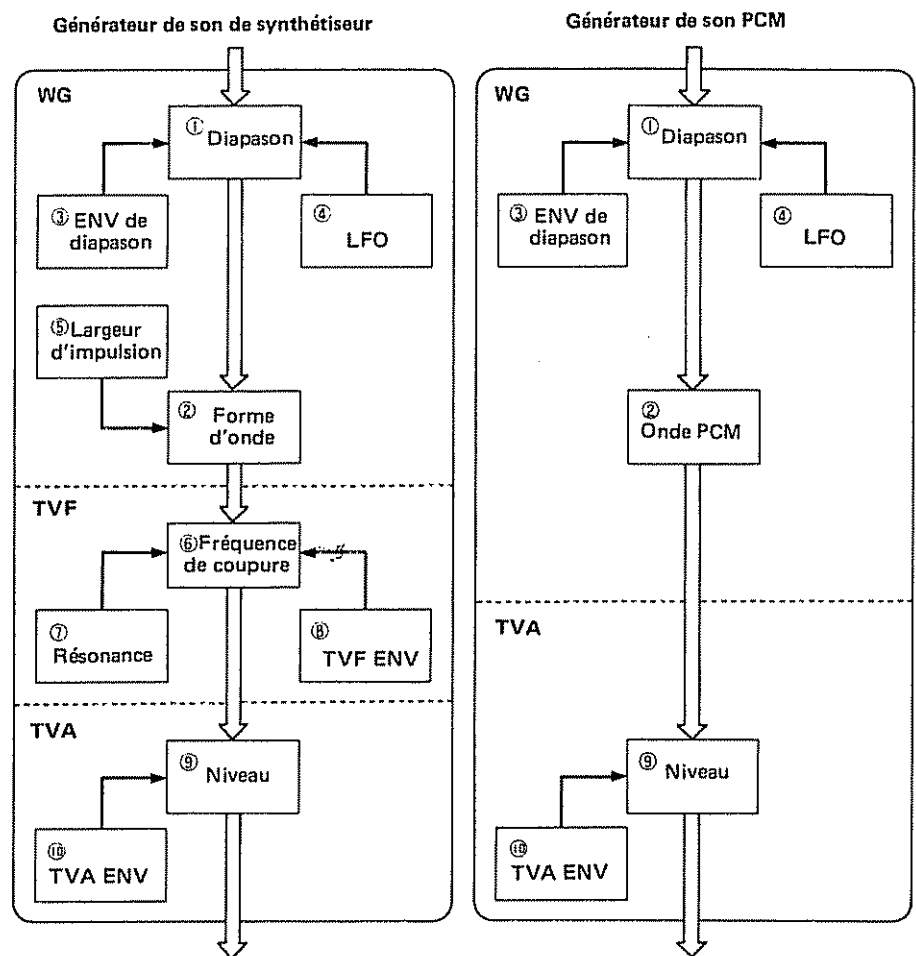 Générateur de son de synthétiseur
WG
① Diapason
③ ENV de
diapason
④
LFO
⑤ Largeur
d'impulsion
② Forme
d'onde
TVF
⑥ Fréquence
de coupure
⑦
Résonance
⑧
TVF ENV
TVA
⑨ Niveau
⑩
TVA ENV
Générateur de son PCM
WG
① Diapason
③ ENV de
diapason
④
LFO
②
Onde PCM
TVA
⑨ Niveau
⑩
TVA ENV